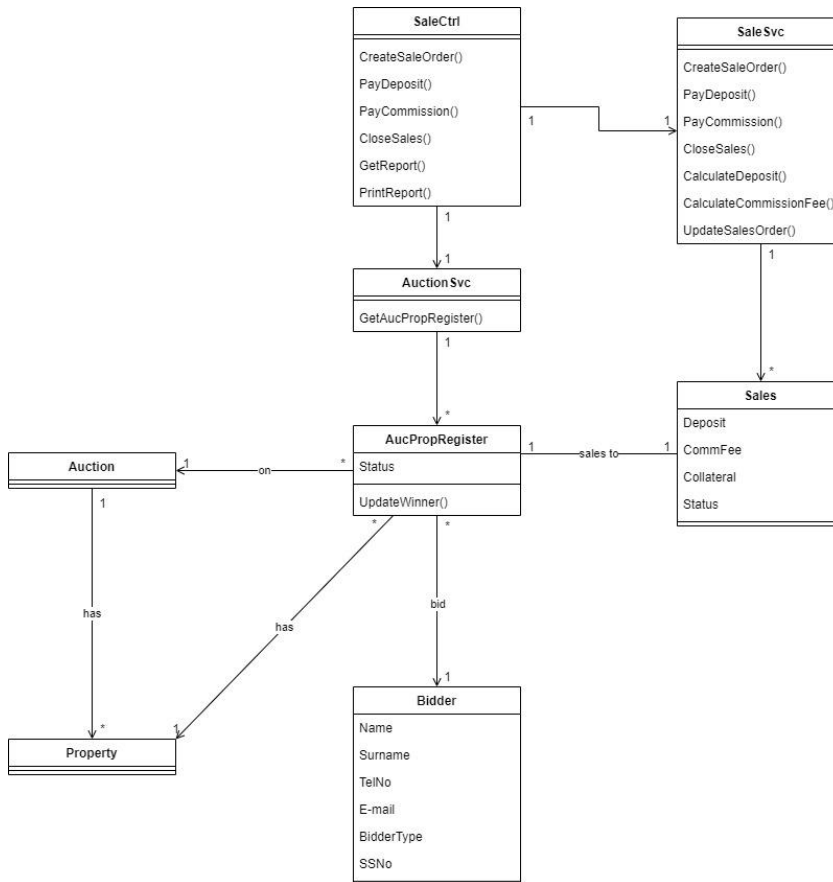 SaleCtrl
CreateSaleOrder()
PayDeposit()
PayCommission()
CloseSales()
GetReport()
PrintReport()
SaleSvc
CreateSaleOrder()
PayDeposit()
PayCommission()
CloseSales()
CalculateDeposit()
CalculateCommissionFee()
UpdateSalesOrder()
1
1
1
1
AuctionSvc
GetAucPropRegister()
1
*
1
*
AucPropRegister
Status
UpdateWinner()
Sales
Deposit
CommFee
Collateral
Status
1
sales to
1
Auction
1
on
*
1
has
*
*
has
1
*
bid
1
Property
Bidder
Name
Surname
TelNo
E-mail
BidderType
SSNo